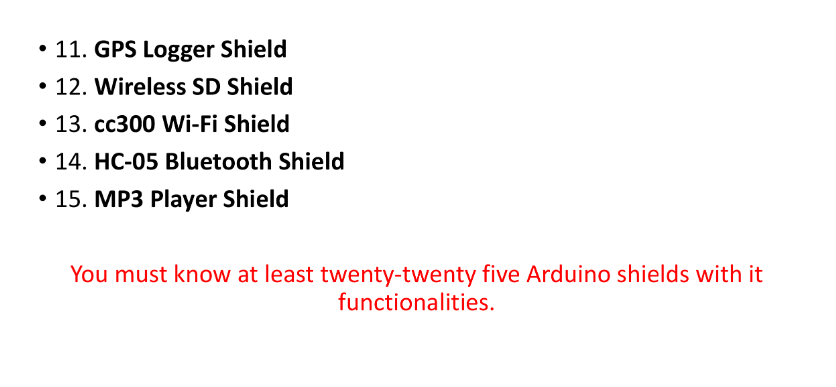 • 11. GPS Logger Shield
• 12. Wireless SD Shield
• 13. cc300 Wi-Fi Shield
• 14. HC-05 Bluetooth Shield
• 15. MP3 Player Shield
You must know at least twenty-twenty five Arduino shields with it
functionalities.